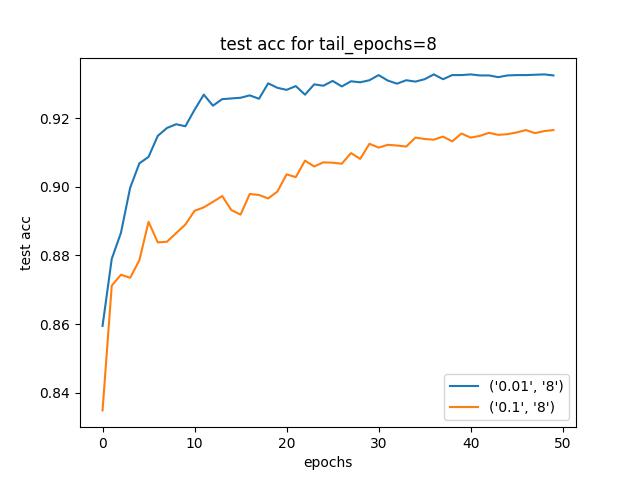 test acc for tail_epochs=8
test acc
0.92
0.90
0.88
0.86
0.84
('0.01', '8')
('0.1', '8')
0 10 20 30 40 50
epochs